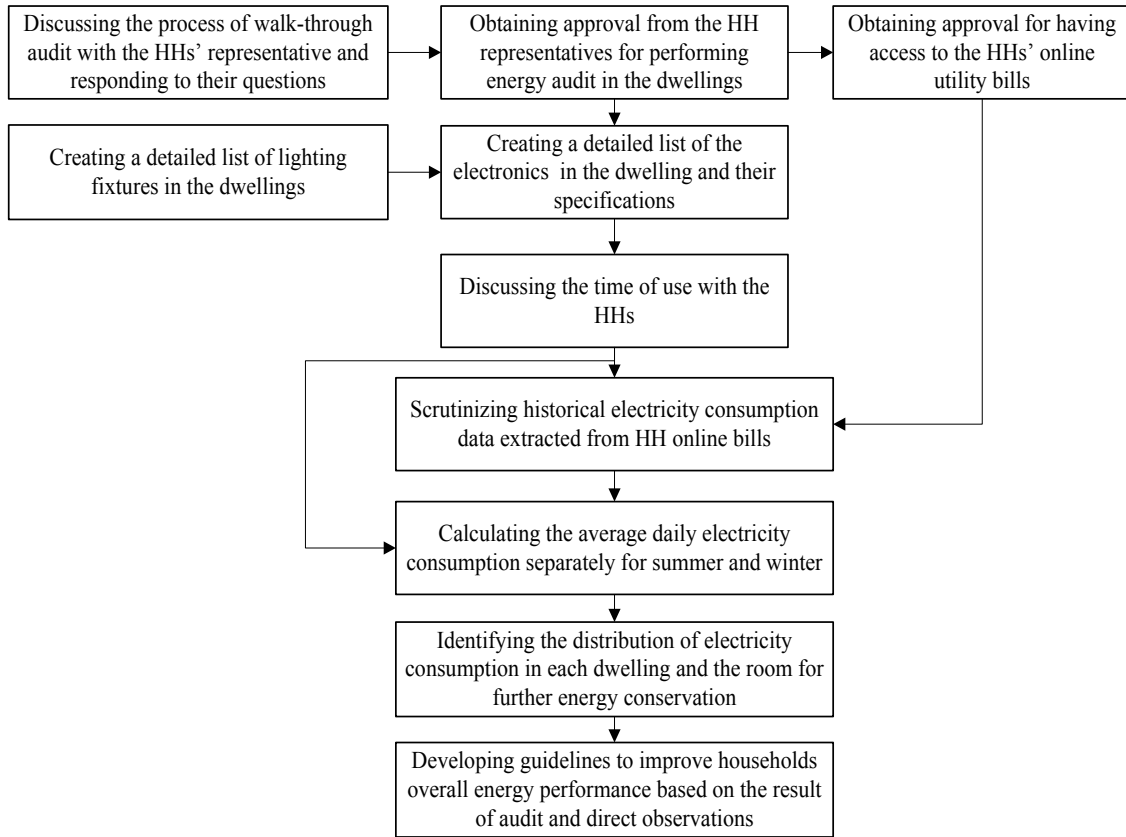 Discussing the process of walk-through
audit with the HHs’ representative and
responding to their questions
Obtaining approval from the HH
representatives for performing
energy audit in the dwellings
Obtaining approval for having
access to the HHs’ online
utility bills
Creating a detailed list of lighting
fixtures in the dwellings
Creating a detailed list of the
electronics in the dwelling and their
specifications
Discussing the time of use with the
HHs
Scrutinizing historical electricity consumption
data extracted from HH online bills
Calculating the average daily electricity
consumption separately for summer and winter
Identifying the distribution of electricity
consumption in each dwelling and the room for
further energy conservation
Developing guidelines to improve households
overall energy performance based on the result
of audit and direct observations